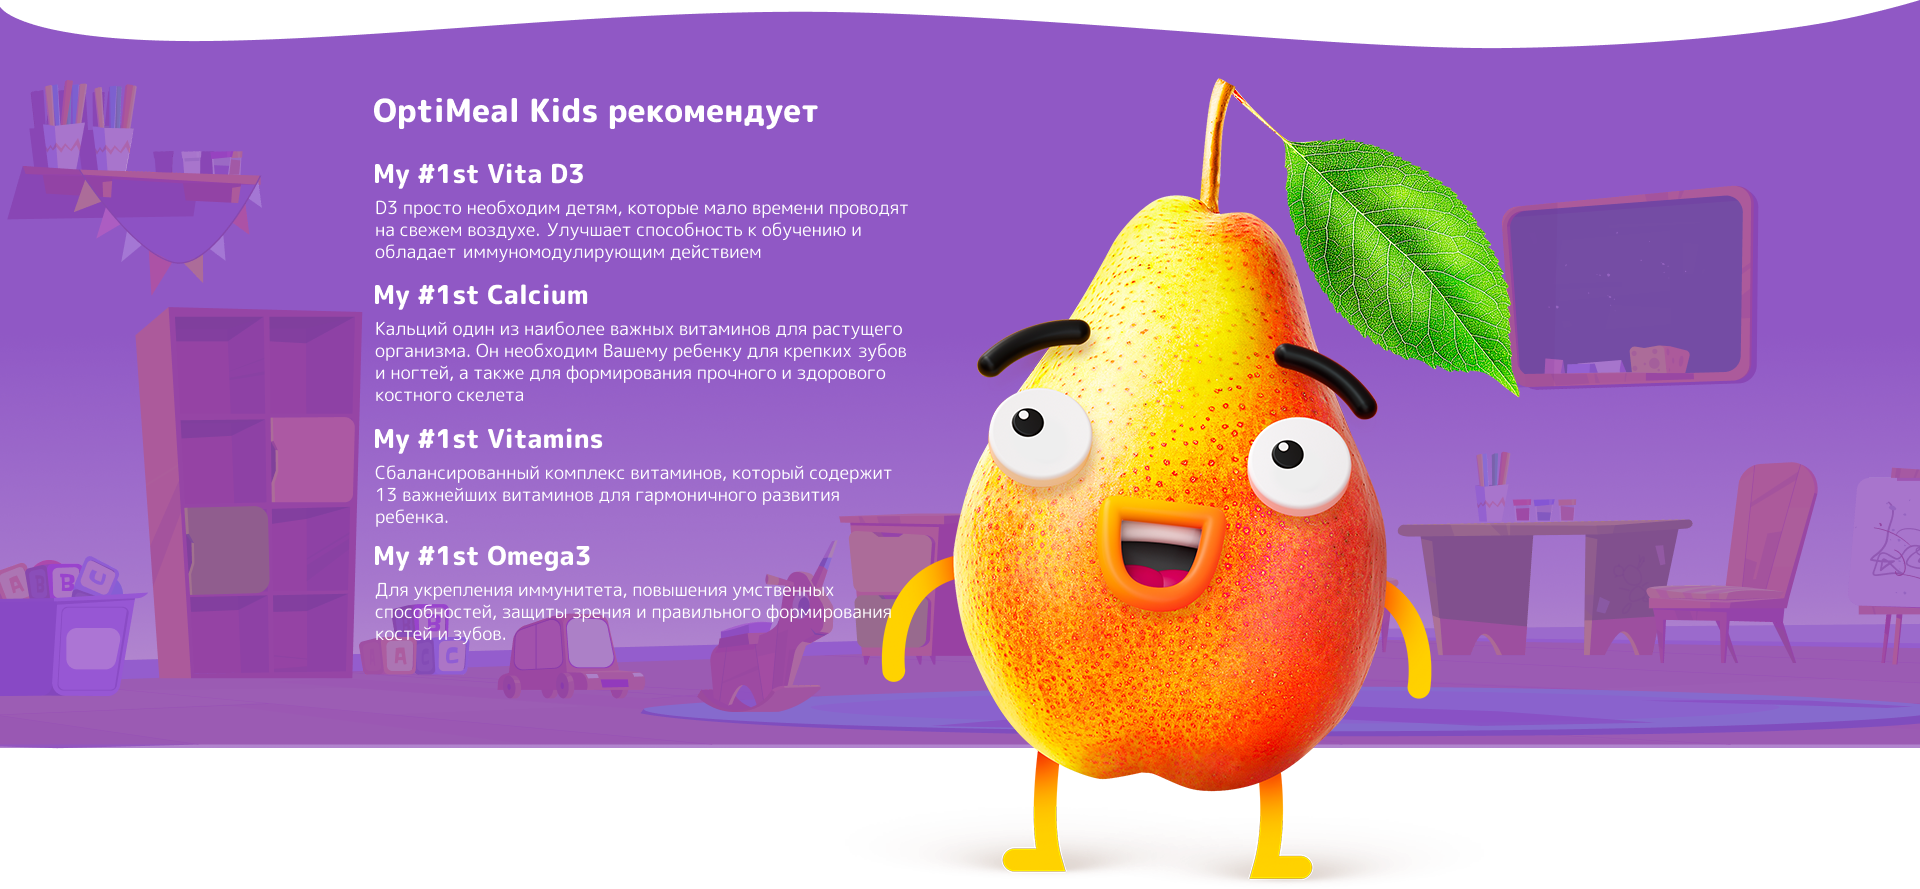 OptiMeal Kids рекомендует
My #1st Vita D3
D3 просто необходим детям, которые мало времени проводят
на свежем воздухе. Улучшает способность к обучению и
обладает иммуномодулирующим действием
My #1st Calcium
Кальций один из наиболее важных витаминов для растущего
организма. Он необходим Вашему ребенку для крепких зубов
и ногтей, а также для формирования прочного и здорового
костного скелета
My #1st Vitamins
Сбалансированный комплекс витаминов, который содержит
13 важнейших витаминов для гармоничного развития
ребенка.
My #1st Omega3
Для укрепления иммунитета, повышения умственных
способностей, защиты зрения и правильного формирования
костей и зубов.
A B B C
B
A C